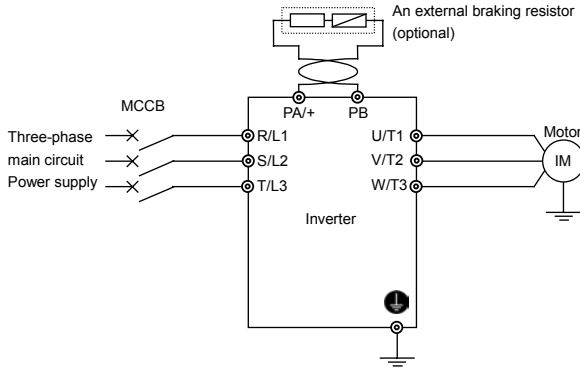 An external braking resistor
(optional)
MCCB
PA/+ PB
Three-phase
main circuit
Power supply
R/L1
S/L2
T/L3
U/T1
V/T2
W/T3
Motor
IM
Inverter